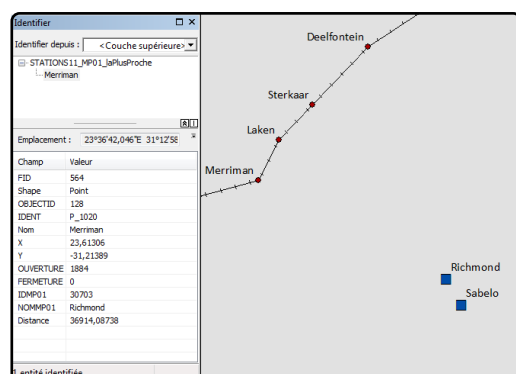 Identifier
Identifier depuis : <Couche supérieure>
STATIONS11_MP01_laPlusProche
Merriman
Emplacement : 23°36'42,046"E 31°12'58
Champ Valeur
FID 564
Shape Point
OBJECTID 128
IDENT P_1020
Nom Merriman
X 23,61306
Y -31,21389
OUVERTURE 1884
FERMETURE 0
IDMP01 30703
NOMMP01 Richmond
Distance 36914,08738
1 entité identifiée
Deelfontein
Sterkaar
Laken
Merriman
Richmond
Sabelo